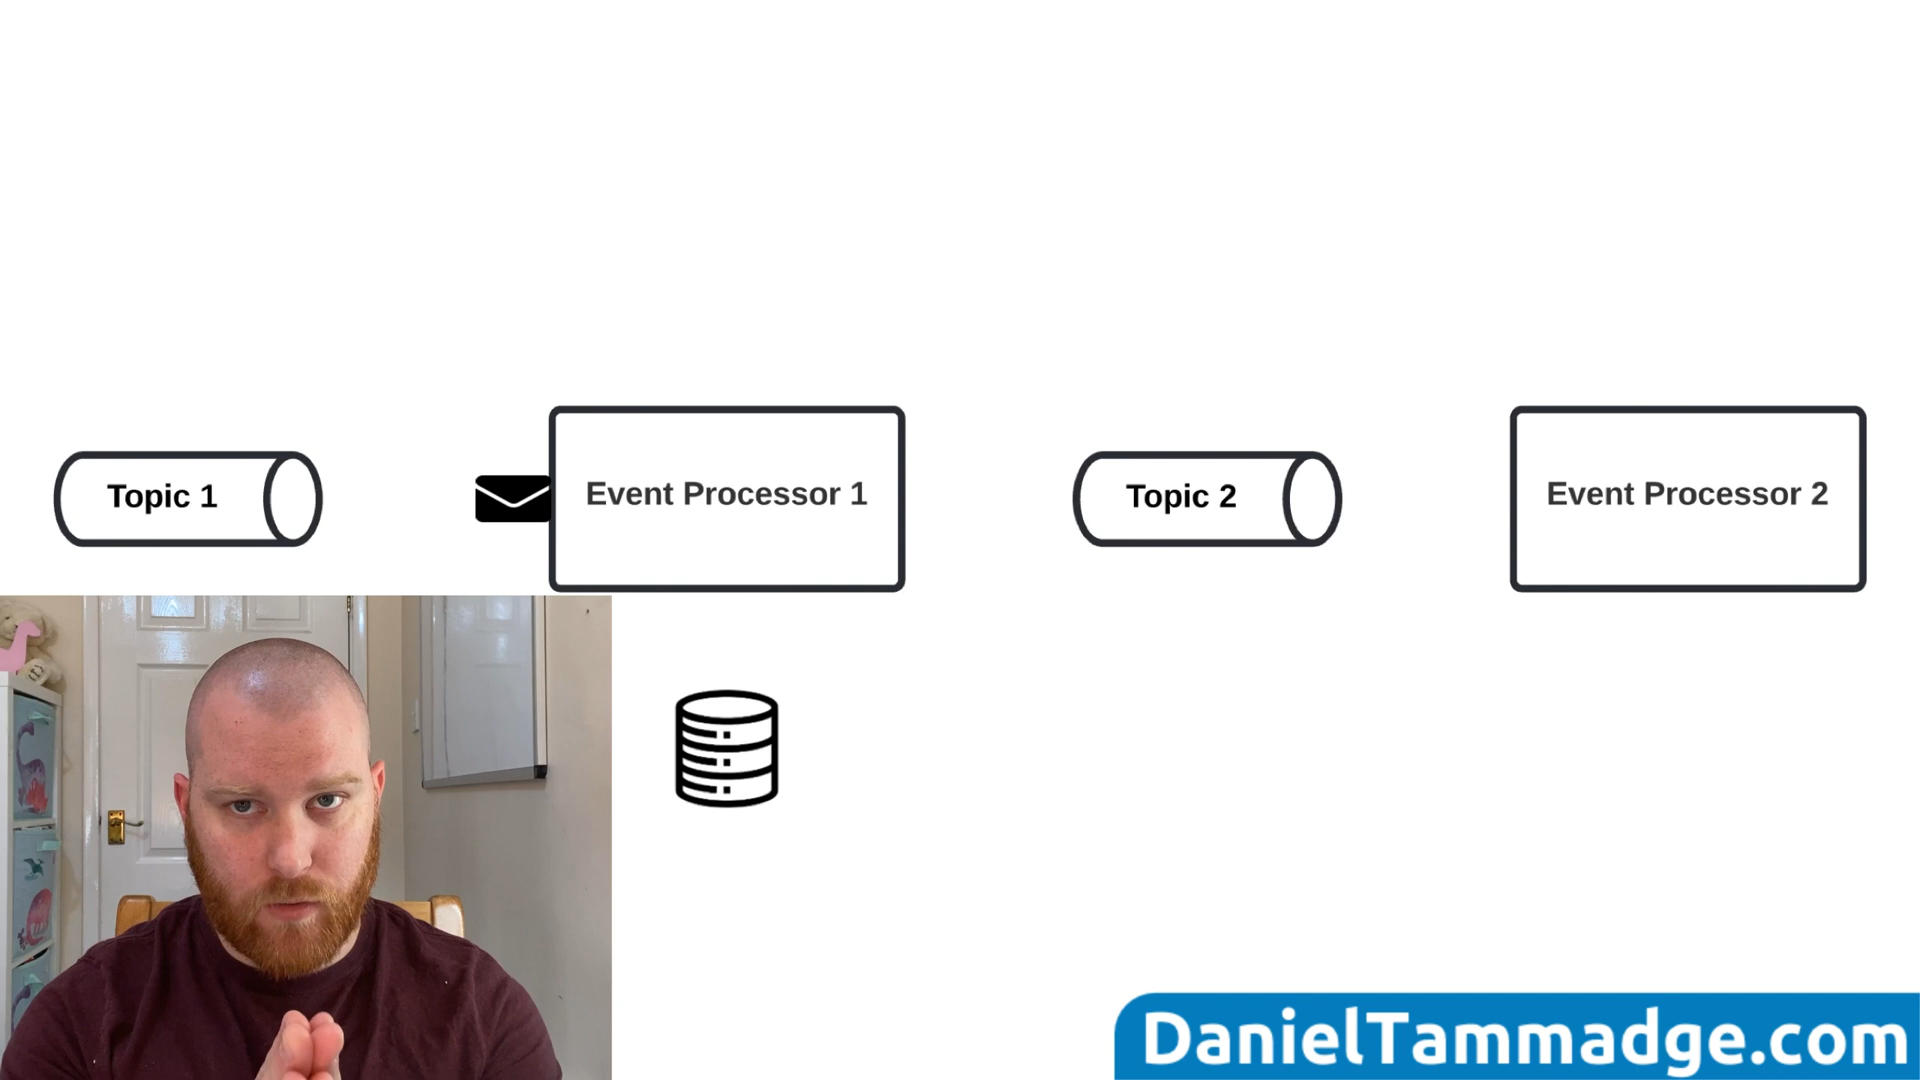 Topic 1
Event Processor 1
Topic 2
Event Processor 2
DanielTammadge.com